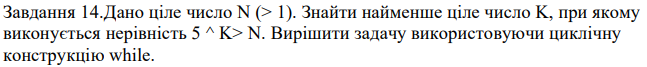 Завдання 14.Дано ціле число N (> 1). Знайти найменше ціле число K, при якому
виконується нерівність 5 ^ K> N. Вирішити задачу використовуючи циклічну
конструкцію while.